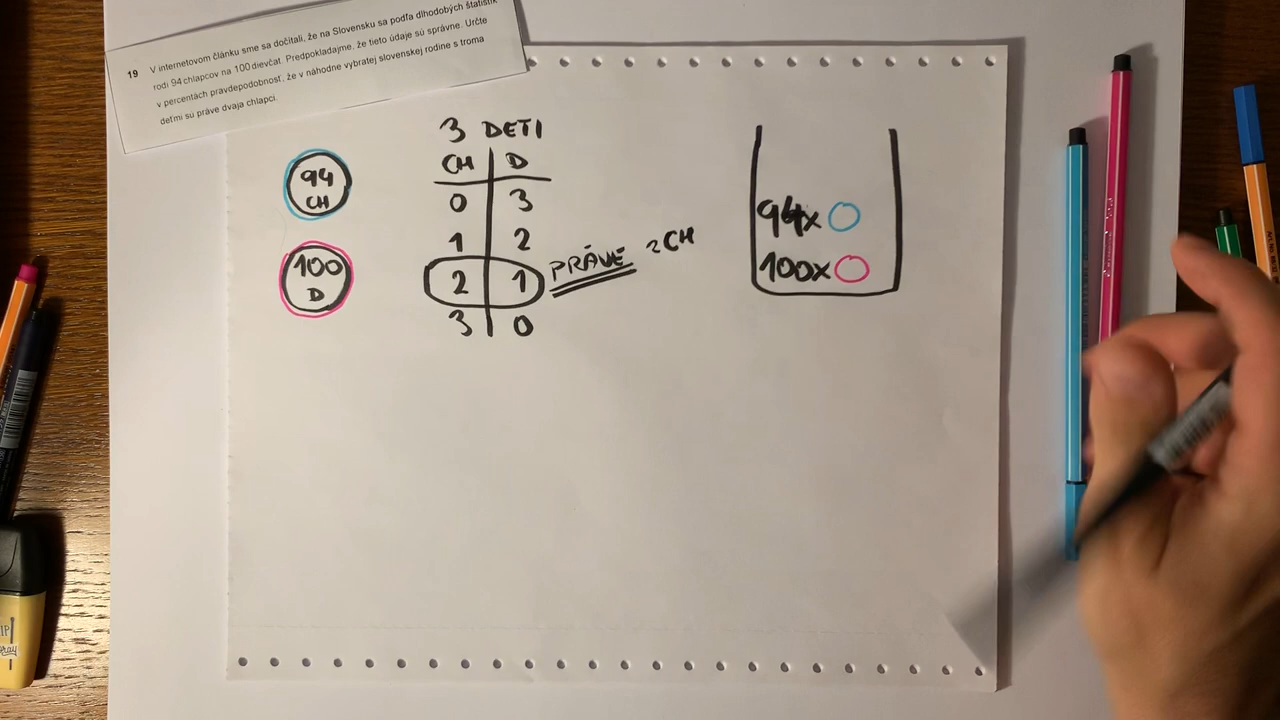 19 V internetovom článku sme sa dočítali, že na Slovensku sa podľa dlhodobých štatistík
rodí 94 chlapcov na 100 dievčat. Predpokladajme, že tieto údaje sú správne. Určte
v percentách pravdepodobnosť, že v náhodne vybratej slovenskej rodine s troma
deťmi sú práve dvaja chlapci.
3 DETI
CH D
0 3
1 2
2 1 PRÁVE 2CH
3 0
94
CH
100
D
94x
100x